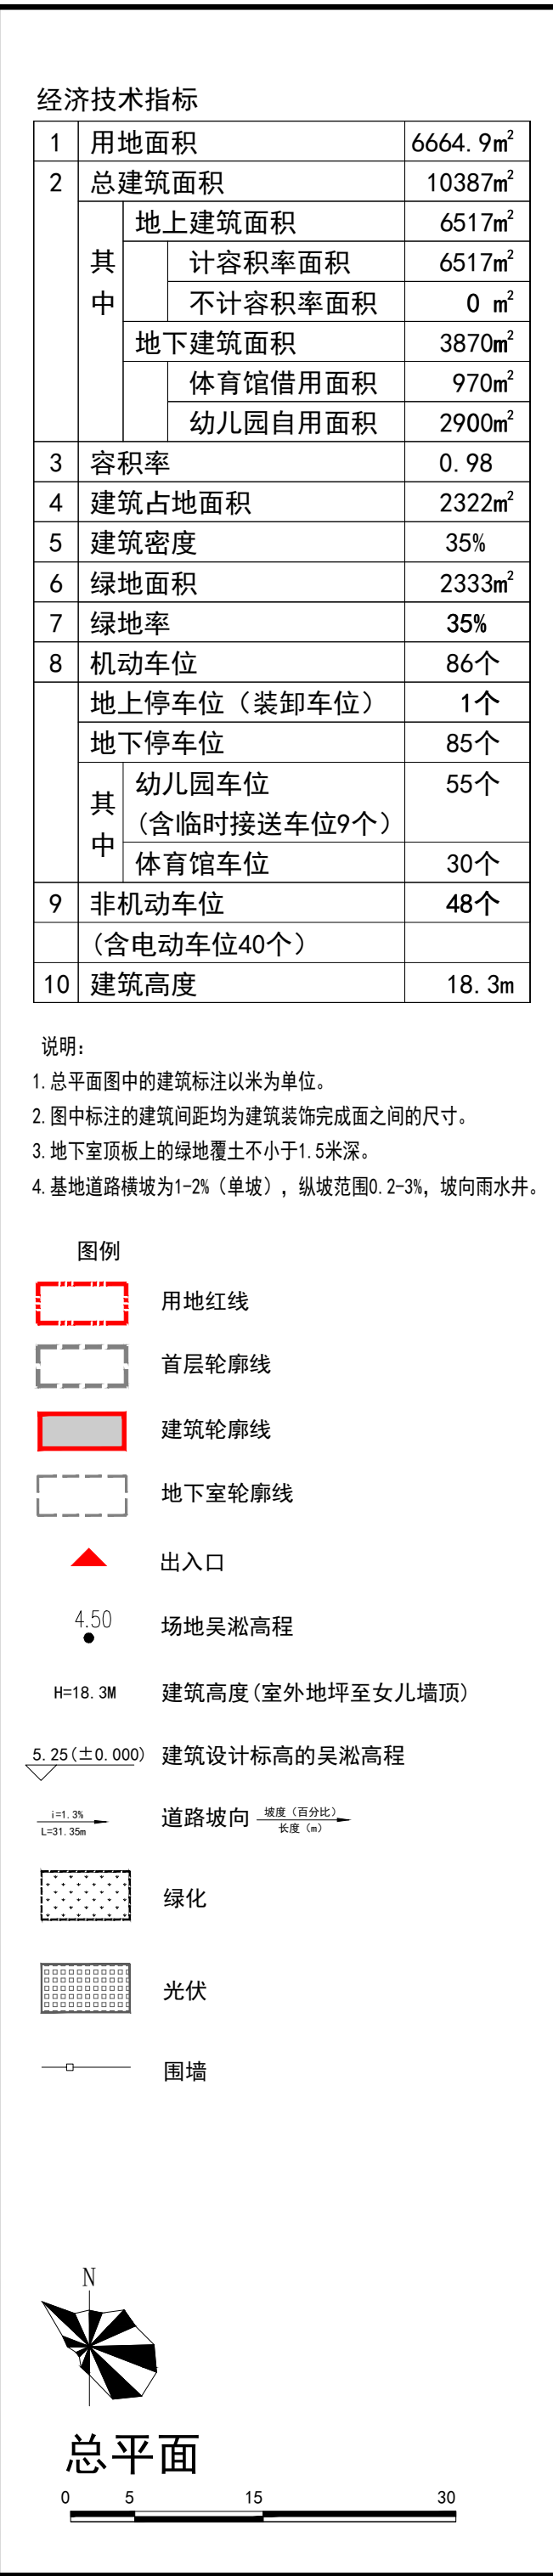 经济技术指标
1 用地面积 6664.9m²
2 总建筑面积 10387m²
其中
地上建筑面积 6517m²
计容积率面积 6517m²
不计容积率面积 0 m²
地下建筑面积 3870m²
体育馆借用面积 970m²
幼儿园自用面积 2900m²
3 容积率 0.98
4 建筑占地面积 2322m²
5 建筑密度 35%
6 绿地面积 2333m²
7 绿地率 35%
8 机动车位 86个
地上停车位（装卸车位） 1个
地下停车位 85个
其中
幼儿园车位 55个
(含临时接送车位9个）
体育馆车位 30个
9 非机动车位 48个
(含电动车位40个）
10 建筑高度 18.3m
说明：
1.总平面图中的建筑标注以米为单位。
2.图中标注的建筑间距均为建筑装饰完成面之间的尺寸。
3.地下室顶板上的绿地覆土不小于1.5米深。
4.基地道路横坡为1-2%（单坡），纵坡范围0.2-3%，坡向雨水井。
图例
用地红线
首层轮廓线
建筑轮廓线
地下室轮廓线
出入口
4.50 场地吴淞高程
H=18.3M 建筑高度(室外地坪至女儿墙顶)
5.25(±0.000) 建筑设计标高的吴淞高程
i=1.3%
L=31.35m
道路坡向 坡度（百分比）
长度（m）
绿化
光伏
围墙
N
总平面
0 5 15 30